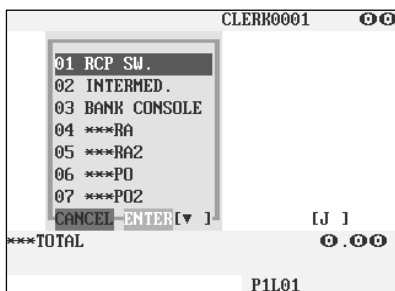 CLERK0001 00
01 RCP SW.
02 INTERMED.
03 BANK CONSOLE
04 ***RA
05 ***RA2
06 ***PO
07 ***PO2
CANCEL ENTER[▼ ]
[J ]
***TOTAL 0.00
P1L01